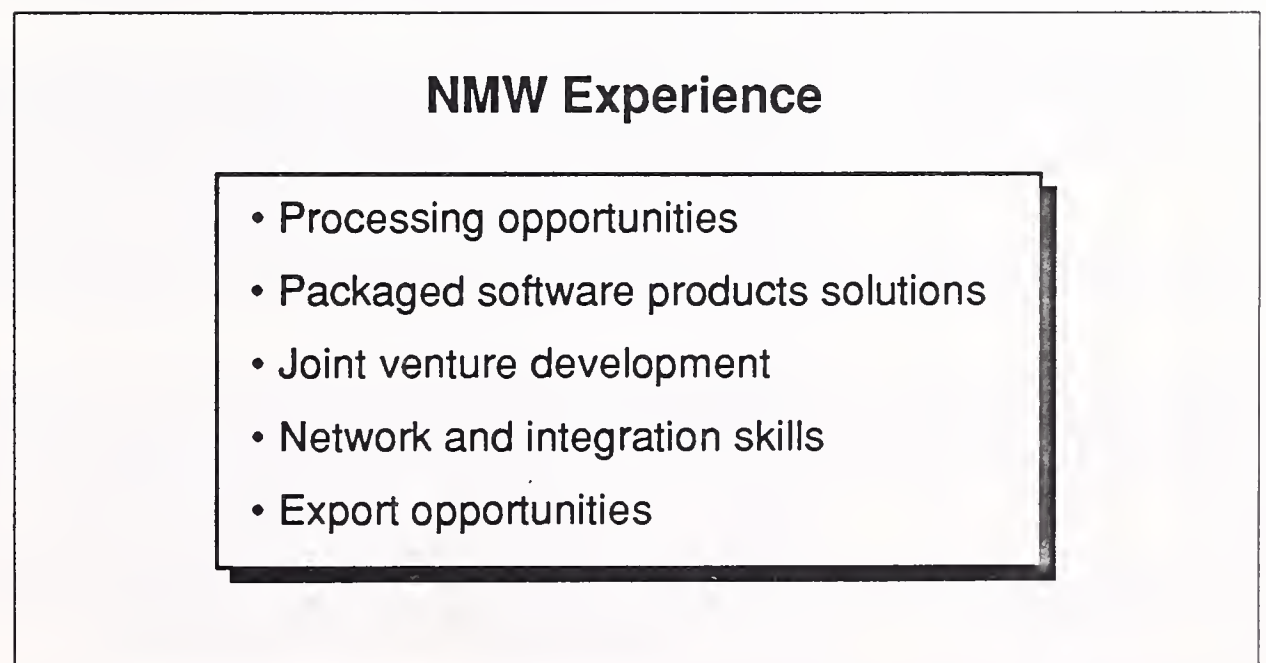 NMW Experience
• Processing opportunities
• Packaged software products solutions
• Joint venture development
• Network and integration skills
• Export opportunities